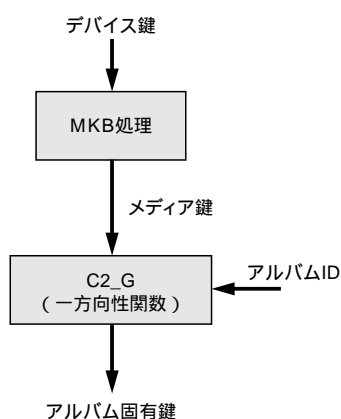 デバイス鍵
MKB処理
メディア鍵
C2_G
（一方向性関数）
アルバムID
アルバム固有鍵